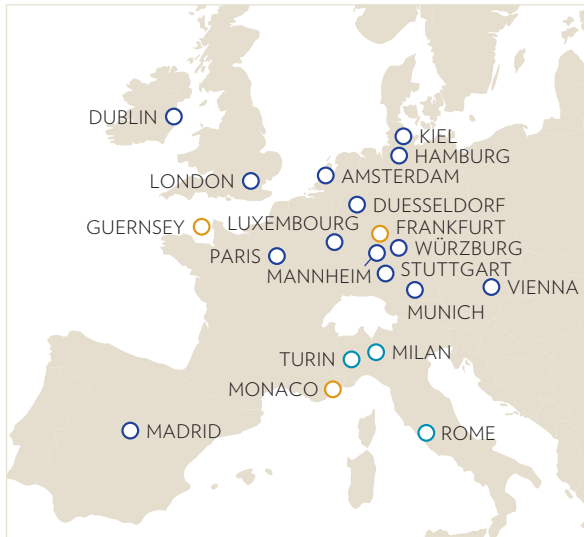 DUBLIN
KIEL
HAMBURG
LONDON
AMSTERDAM
DUESSELDORF
GUERNSEY
LUXEMBOURG
FRANKFURT
PARIS
WÜRZBURG
MANNHEIM
STUTTGART
VIENNA
MUNICH
TURIN
MILAN
MONACO
MADRID
ROME